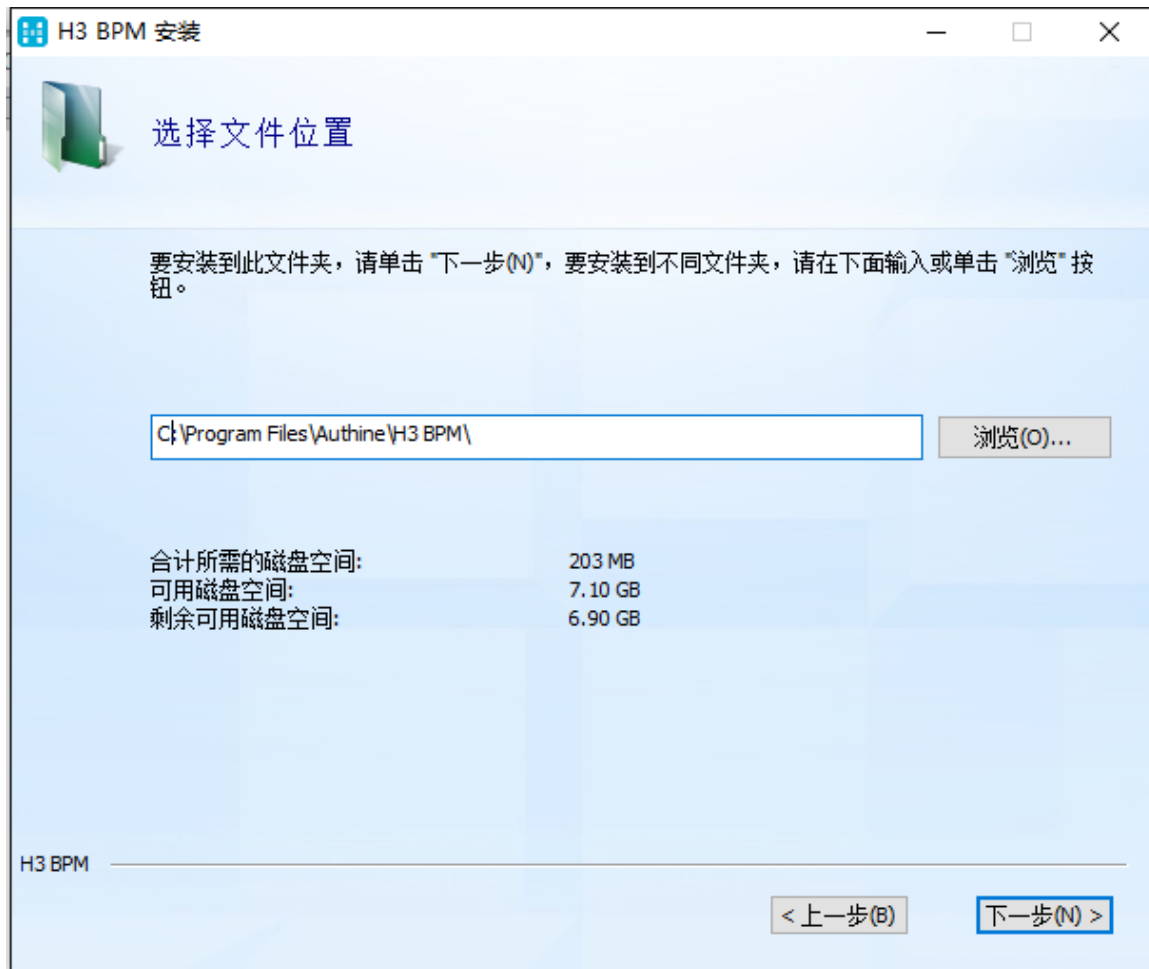 H3 BPM 安装
选择文件位置
要安装到此文件夹，请单击 "下一步(N)"，要安装到不同文件夹，请在下面输入或单击 "浏览" 按
钮。
C:\Program Files\Authine\H3 BPM\
浏览(O)...
合计所需的磁盘空间: 203 MB
可用磁盘空间: 7.10 GB
剩余可用磁盘空间: 6.90 GB
H3 BPM
< 上一步(B)
下一步(N) >